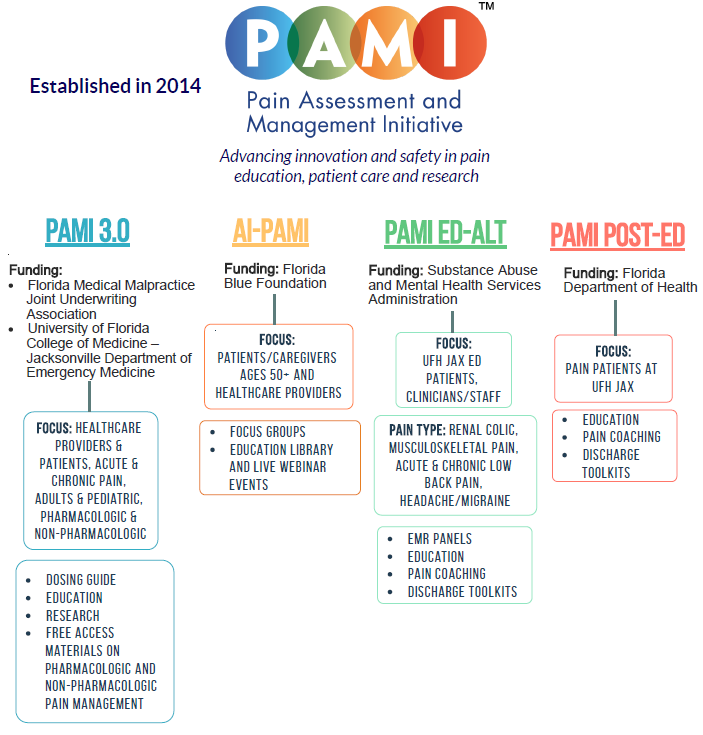 PAMI™
Established in 2014
Pain Assessment and
Management Initiative
Advancing innovation and safety in pain
education, patient care and research
PAMI 3.0
Funding:
• Florida Medical Malpractice
Joint Underwriting
Association
• University of Florida
College of Medicine –
Jacksonville Department of
Emergency Medicine
FOCUS: HEALTHCARE
PROVIDERS &
PATIENTS, ACUTE &
CHRONIC PAIN,
ADULTS & PEDIATRIC,
PHARMACOLOGIC &
NON-PHARMACOLOGIC
• DOSING GUIDE
• EDUCATION
• RESEARCH
• FREE ACCESS
MATERIALS ON
PHARMACOLOGIC AND
NON-PHARMACOLOGIC
PAIN MANAGEMENT
AI-PAMI
Funding: Florida
Blue Foundation
FOCUS:
PATIENTS/CAREGIVERS
AGES 50+ AND
HEALTHCARE PROVIDERS
• FOCUS GROUPS
• EDUCATION LIBRARY
AND LIVE WEBINAR
EVENTS
PAMI ED-ALT
Funding: Substance Abuse
and Mental Health Services
Administration
FOCUS:
UFH JAX ED
PATIENTS,
CLINICIANS/STAFF
PAIN TYPE: RENAL COLIC,
MUSCULOSKELETAL PAIN,
ACUTE & CHRONIC LOW
BACK PAIN,
HEADACHE/MIGRAINE
• EMR PANELS
• EDUCATION
• PAIN COACHING
• DISCHARGE TOOLKITS
PAMI POST-ED
Funding: Florida
Department of Health
FOCUS:
PAIN PATIENTS AT
UFH JAX
• EDUCATION
• PAIN COACHING
• DISCHARGE
TOOLKITS